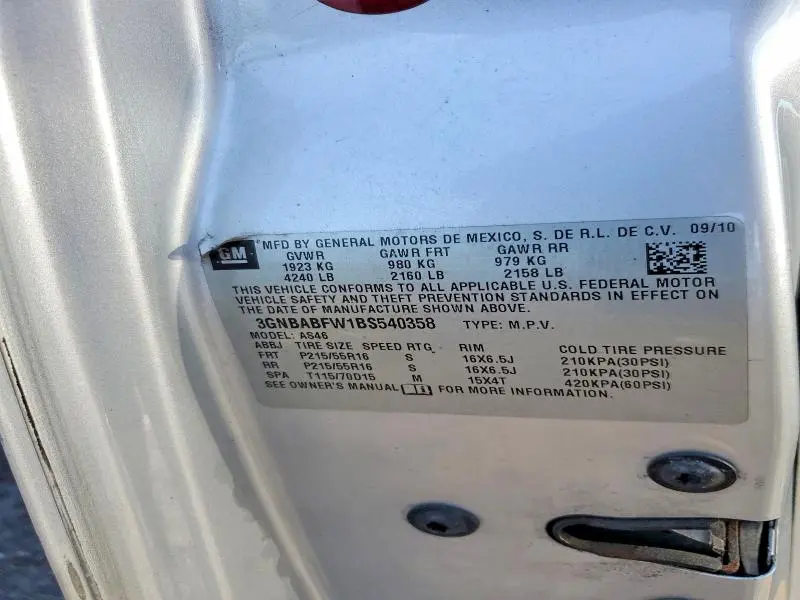 GM MFD BY GENERAL MOTORS DE MEXICO, S. DE R.L. DE C.V. 09/10
GVWR GAWR FRT GAWR RR
1923 KG 980 KG 979 KG
4240 LB 2160 LB 2158 LB
THIS VEHICLE CONFORMS TO ALL APPLICABLE U.S. FEDERAL MOTOR
VEHICLE SAFETY AND THEFT PREVENTION STANDARDS IN EFFECT ON
THE DATE OF MANUFACTURE SHOWN ABOVE.
3GNBABFW1BS540358 TYPE: M.P.V.
MODEL: AS46
ABBJ TIRE SIZE SPEED RTG RIM COLD TIRE PRESSURE
FRT P215/55R16 S 16X6.5J 210KPA(30PSI)
RR P215/55R16 S 16X6.5J 210KPA(30PSI)
SPA T115/70D15 M 15X4T 420KPA(60PSI)
SEE OWNER'S MANUAL FOR MORE INFORMATION.